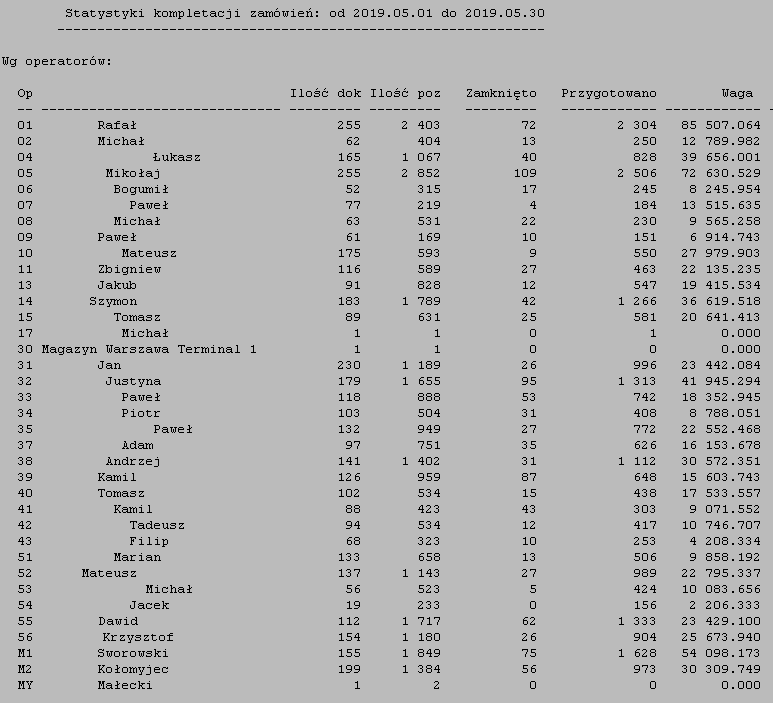 Statystyki kompletacji zamówień: od 2019.05.01 do 2019.05.30
-------------------------------------------------------------
Wg operatorów:
Op Ilość dok Ilość poz Zamknięto Przygotowano Waga
-- ------------------------------ --------- --------- --------- ------------ ------------ -
01 Rafał 255 2 403 72 2 304 85 507.064
02 Michał 62 404 13 250 12 789.982
04 Łukasz 165 1 067 40 828 39 656.001
05 Mikołaj 255 2 852 109 2 506 72 630.529
06 Bogumił 52 315 17 245 8 245.954
07 Paweł 77 219 4 184 13 515.635
08 Michał 63 531 22 230 9 565.258
09 Paweł 61 169 10 151 6 914.743
10 Mateusz 175 593 9 550 27 979.903
11 Zbigniew 116 589 27 463 22 135.235
13 Jakub 91 828 12 547 19 415.534
14 Szymon 183 1 789 42 1 266 36 619.518
15 Tomasz 89 631 25 581 20 641.413
17 Michał 1 1 0 1 0.000
30 Magazyn Warszawa Terminal 1 1 1 0 0 0.000
31 Jan 230 1 189 26 996 23 442.084
32 Justyna 179 1 655 95 1 313 41 945.294
33 Paweł 118 888 53 742 18 352.945
34 Piotr 103 504 31 408 8 788.051
35 Paweł 132 949 27 772 22 552.468
37 Adam 97 751 35 626 16 153.678
38 Andrzej 141 1 402 31 1 112 30 572.351
39 Kamil 126 959 87 648 15 603.743
40 Tomasz 102 534 15 438 17 533.557
41 Kamil 88 423 43 303 9 071.552
42 Tadeusz 94 534 12 417 10 746.707
43 Filip 68 323 10 253 4 208.334
51 Marian 133 658 13 506 9 858.192
52 Mateusz 137 1 143 27 989 22 795.337
53 Michał 56 523 5 424 10 083.656
54 Jacek 19 233 0 156 2 206.333
55 Dawid 112 1 717 62 1 333 23 429.100
56 Krzysztof 154 1 180 26 904 25 673.940
M1 Sworowski 155 1 849 75 1 628 54 098.173
M2 Kołomyjec 199 1 384 56 973 30 309.749
MY Małecki 1 2 0 0 0.000